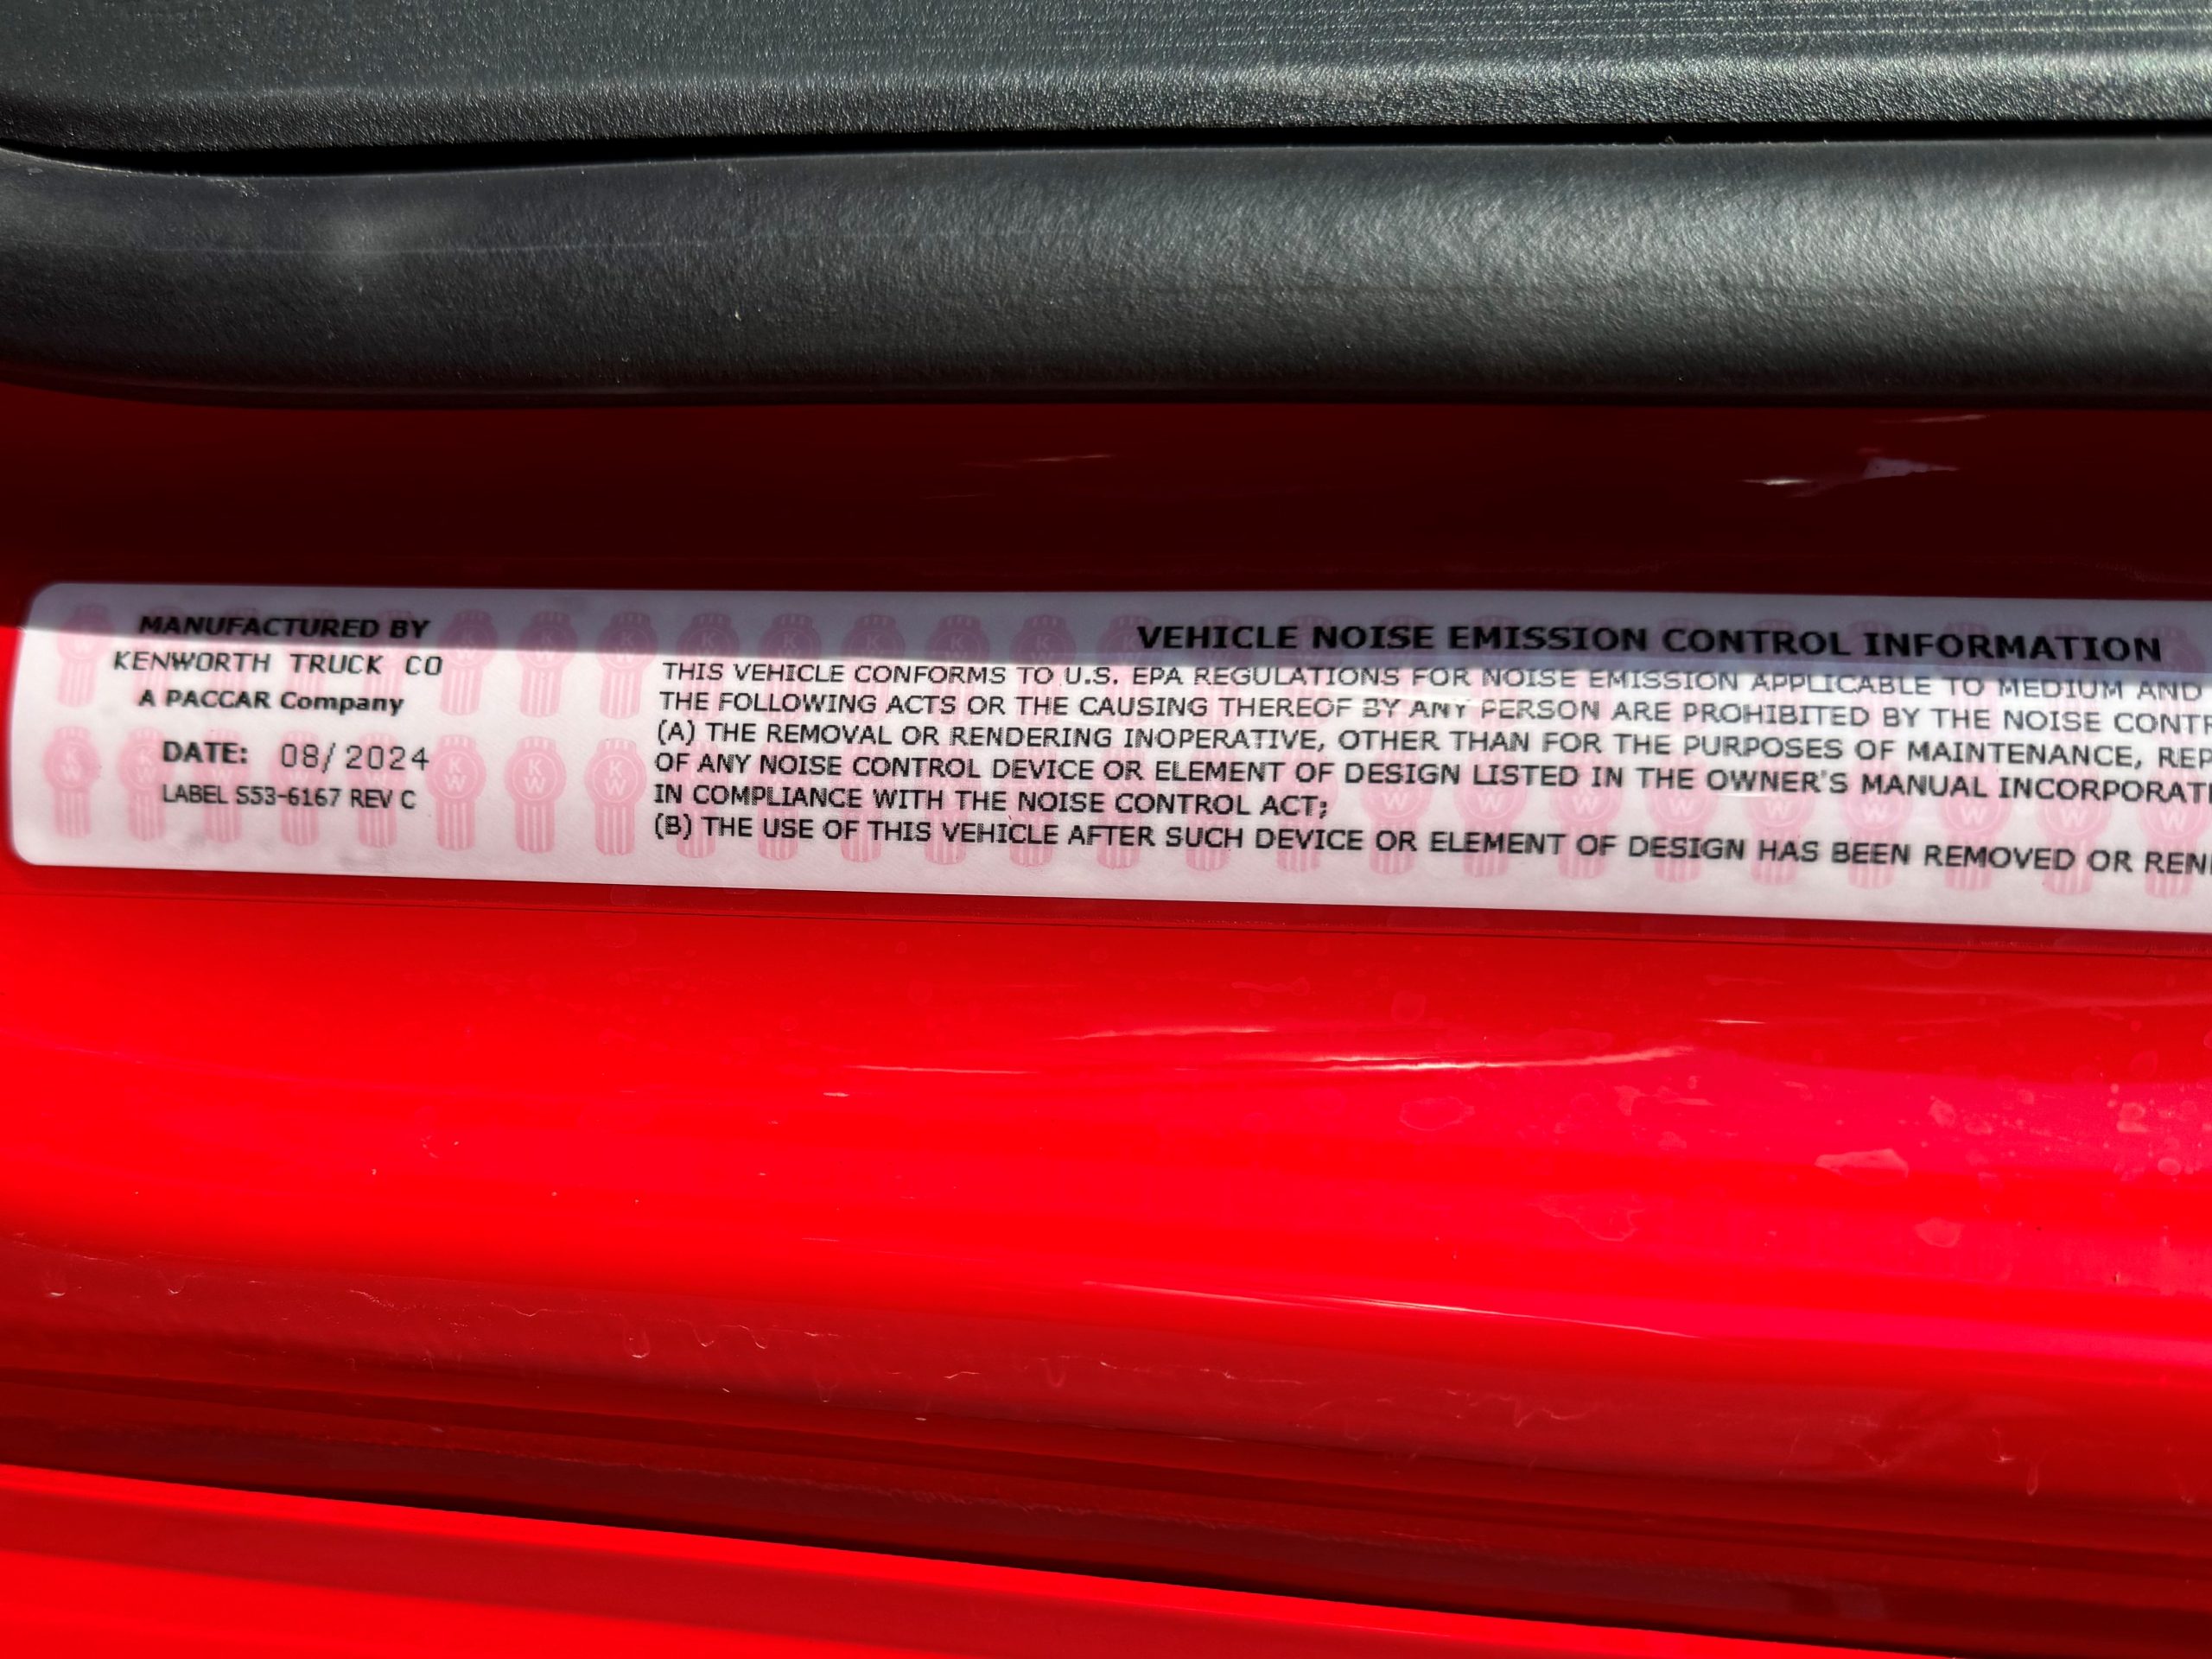 MANUFACTURED BY
KENWORTH TRUCK CO
A PACCAR Company
DATE: 08/2024
LABEL S53-6167 REV C
VEHICLE NOISE EMISSION CONTROL INFORMATION
THIS VEHICLE CONFORMS TO U.S. EPA REGULATIONS FOR NOISE EMISSION APPLICABLE TO MEDIUM AND
THE FOLLOWING ACTS OR THE CAUSING THEREOF BY ANY PERSON ARE PROHIBITED BY THE NOISE CONTR
(A) THE REMOVAL OR RENDERING INOPERATIVE, OTHER THAN FOR THE PURPOSES OF MAINTENANCE, REP
OF ANY NOISE CONTROL DEVICE OR ELEMENT OF DESIGN LISTED IN THE OWNER'S MANUAL INCORPORATI
IN COMPLIANCE WITH THE NOISE CONTROL ACT;
(B) THE USE OF THIS VEHICLE AFTER SUCH DEVICE OR ELEMENT OF DESIGN HAS BEEN REMOVED OR REN